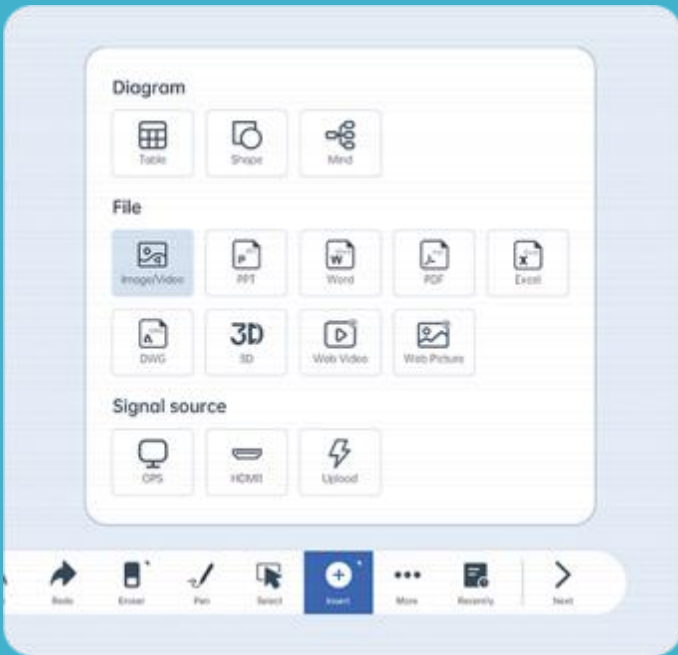 Diagram
Table Shape Mind
File
Image/Video PPT Word PDF Excel
DWG 3D Web Video Web Picture
Signal source
OPS HDMI1 Upload
Redo Eraser Pen Select Insert More Recently Next